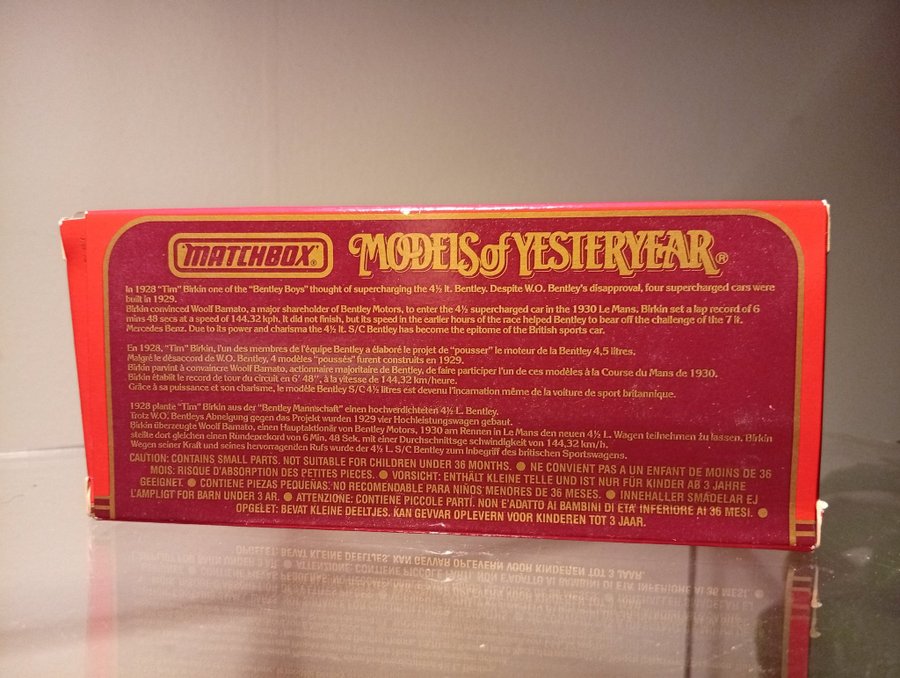 MATCHBOX®
MODELS of YESTERYEAR®
In 1928 "Tim" Birkin one of the "Bentley Boys" thought of supercharging the 4½ lt. Bentley. Despite W.O. Bentley's disapproval, four supercharged cars were
built in 1929.
Birkin convinced Woolf Barnato, a major shareholder of Bentley Motors, to enter the 4½ supercharged car in the 1930 Le Mans. Birkin set a lap record of 6
mins 48 secs at a speed of 144.32 kph. It did not finish, but its speed in the earlier hours of the race helped Bentley to bear off the challenge of the 7 lt.
Mercedes Benz. Due to its power and charisma the 4½ lt. S/C Bentley has become the epitome of the British sports car.
En 1928, "Tim" Birkin, l'un des membres de l'équipe Bentley a élaboré le projet de "pousser" le moteur de la Bentley 4,5 litres.
Malgré le désaccord de W.O. Bentley, 4 modèles "poussés" furent construits en 1929.
Birkin parvint à convaincre Woolf Barnato, actionnaire majoritaire de Bentley, de faire participer l'un de ces modèles à la Course du Mans de 1930.
Birkin établit le record de tour du circuit en 6' 48", à la vitesse de 144,32 km/heure.
Grâce à sa puissance et son charisme, le modèle Bentley S/C 4½ litres est devenu l'incarnation même de la voiture de sport britannique.
1928 plante "Tim" Birkin aus der "Bentley Mannschaft" einen hochverdichteten 4½ L. Bentley.
Trotz W.O. Bentleys Abneigung gegen das Projekt wurden 1929 vier Hochleistungswagen gebaut.
Birkin überzeugte Woolf Barnato, einen Hauptaktionär von Bentley Motors, 1930 am Rennen in Le Mans den neuen 4½ L. Wagen teilnehmen zu lassen. Birkin
stellte dort gleichen einen Rundenrekord von 6 Min. 48 Sek. mit einer Durchschnittsge schwindigkeit von 144,32 km/h.
Wegen seiner Kraft und seines hervorragenden Rufs wurde der 4½ L. S/C Bentley zum Inbegriff des britischen Sportswagens.
CAUTION: CONTAINS SMALL PARTS. NOT SUITABLE FOR CHILDREN UNDER 36 MONTHS. ● NE CONVIENT PAS A UN ENFANT DE MOINS DE 36
MOIS: RISQUE D'ABSORPTION DES PETITES PIECES. ● VORSICHT: ENTHÄLT KLEINE TEILE UND IST NUR FÜR KINDER AB 3 JAHRE
GEEIGNET. ● CONTIENE PIEZAS PEQUEÑAS. NO RECOMENDABLE PARA NIÑOS MENORES DE 36 MESES. ● INNEHALLER SMÅDELAR EJ
LÄMPLIGT FOR BARN UNDER 3 AR. ● ATTENZIONE: CONTIENE PICCOLE PARTI. NON E'ADATTO AI BAMBINI DI ETA' INFERIORE AI 36 MESI. ●
OPGELET: BEVAT KLEINE DEELTJES. KAN GEVVAR OPLEVERN VOOR KINDEREN TOT 3 JAAR.